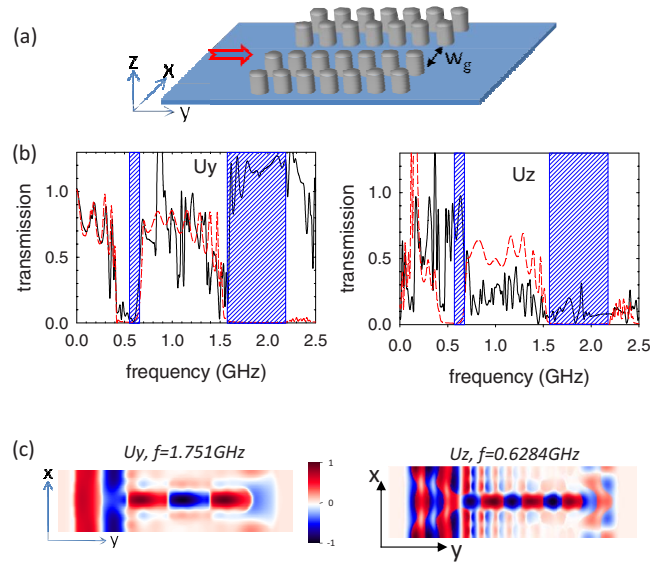 (a)
z
x
y
w_g
(b)
Uy
Uz
transmission
1.0
0.5
0.0
0.0 0.5 1.0 1.5 2.0 2.5
frequency (GHz)
transmission
1.0
0.5
0.0
0.0 0.5 1.0 1.5 2.0 2.5
frequency (GHz)
(c)
Uy, f=1.751GHz
x
y
1
0
-1
Uz, f=0.6284GHz
x
y